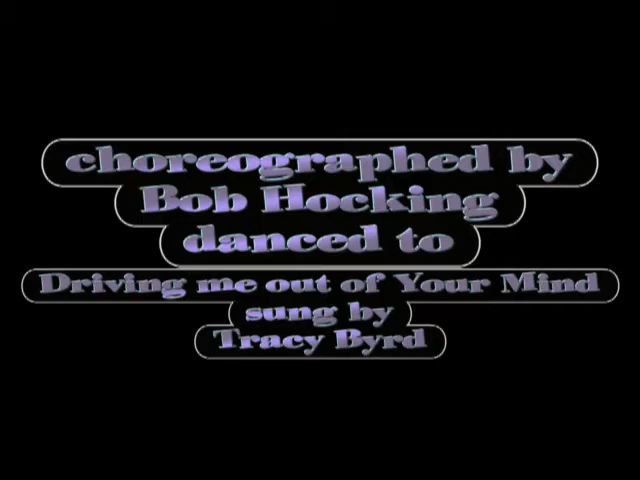 choreographed by
Bob Hocking
danced to
Driving me out of Your Mind
sung by
Tracy Byrd